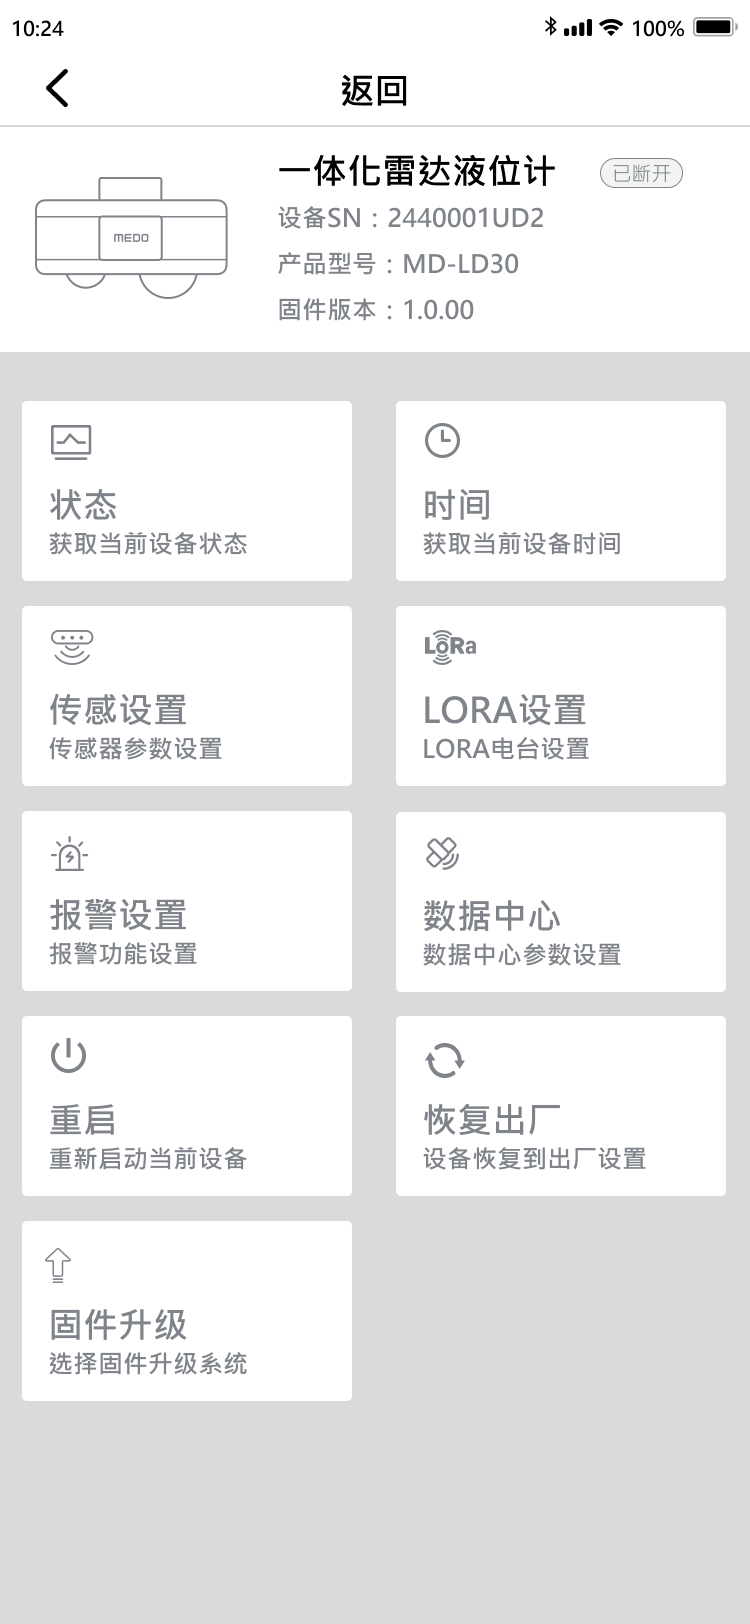 10:24
100%
返回
一体化雷达液位计
已断开
MEDO
设备SN：2440001UD2
产品型号：MD-LD30
固件版本：1.0.00
状态
获取当前设备状态
时间
获取当前设备时间
传感设置
传感器参数设置
LoRa
LORA设置
LORA电台设置
报警设置
报警功能设置
数据中心
数据中心参数设置
重启
重新启动当前设备
恢复出厂
设备恢复到出厂设置
固件升级
选择固件升级系统